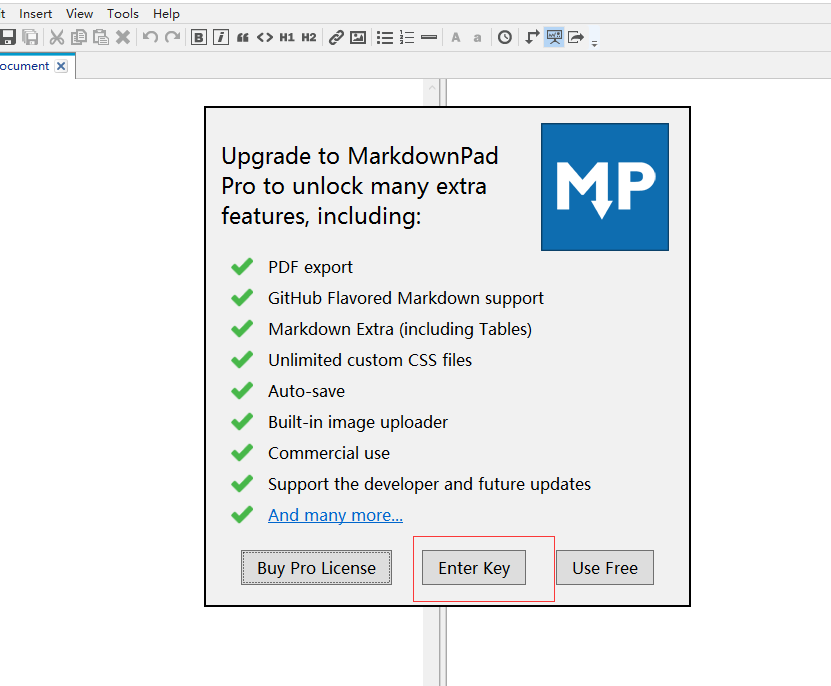 t Insert View Tools Help
B i H1 H2 A a
ocument
Upgrade to MarkdownPad
Pro to unlock many extra
features, including:
MP
PDF export
GitHub Flavored Markdown support
Markdown Extra (including Tables)
Unlimited custom CSS files
Auto-save
Built-in image uploader
Commercial use
Support the developer and future updates
And many more...
Buy Pro License Enter Key Use Free